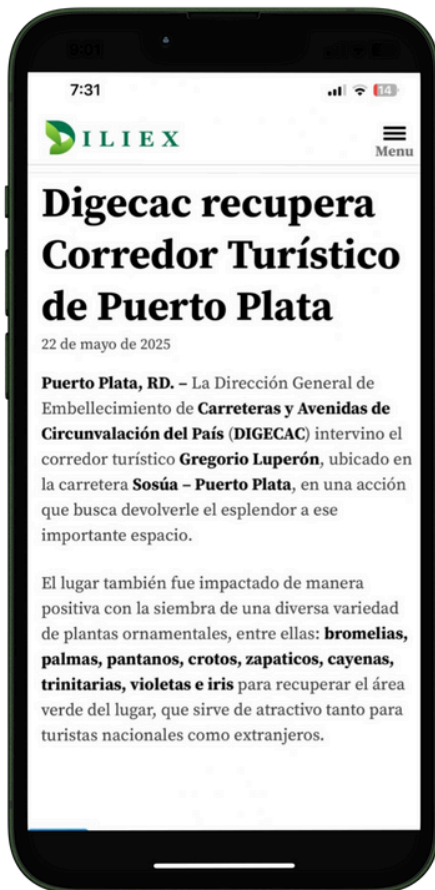 9:01
7:31
14
DILIEX
Menu
Digecac recupera
Corredor Turístico
de Puerto Plata
22 de mayo de 2025
Puerto Plata, RD. – La Dirección General de
Embellecimiento de Carreteras y Avenidas de
Circunvalación del País (DIGECAC) intervino el
corredor turístico Gregorio Luperón, ubicado en
la carretera Sosúa – Puerto Plata, en una acción
que busca devolverle el esplendor a ese
importante espacio.
El lugar también fue impactado de manera
positiva con la siembra de una diversa variedad
de plantas ornamentales, entre ellas: bromelias,
palmas, pantanos, crotos, zapaticos, cayenas,
trinitarias, violetas e iris para recuperar el área
verde del lugar, que sirve de atractivo tanto para
turistas nacionales como extranjeros.